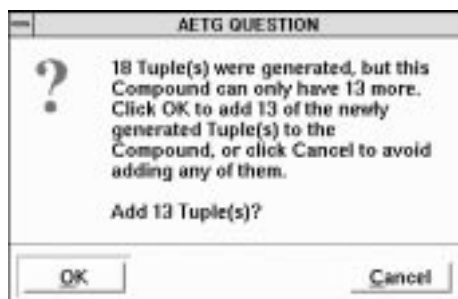 AETG QUESTION
?
18 Tuple(s) were generated, but this
Compound can only have 13 more.
Click OK to add 13 of the newly
generated Tuple(s) to the
Compound, or click Cancel to avoid
adding any of them.
Add 13 Tuple(s)?
OK
Cancel